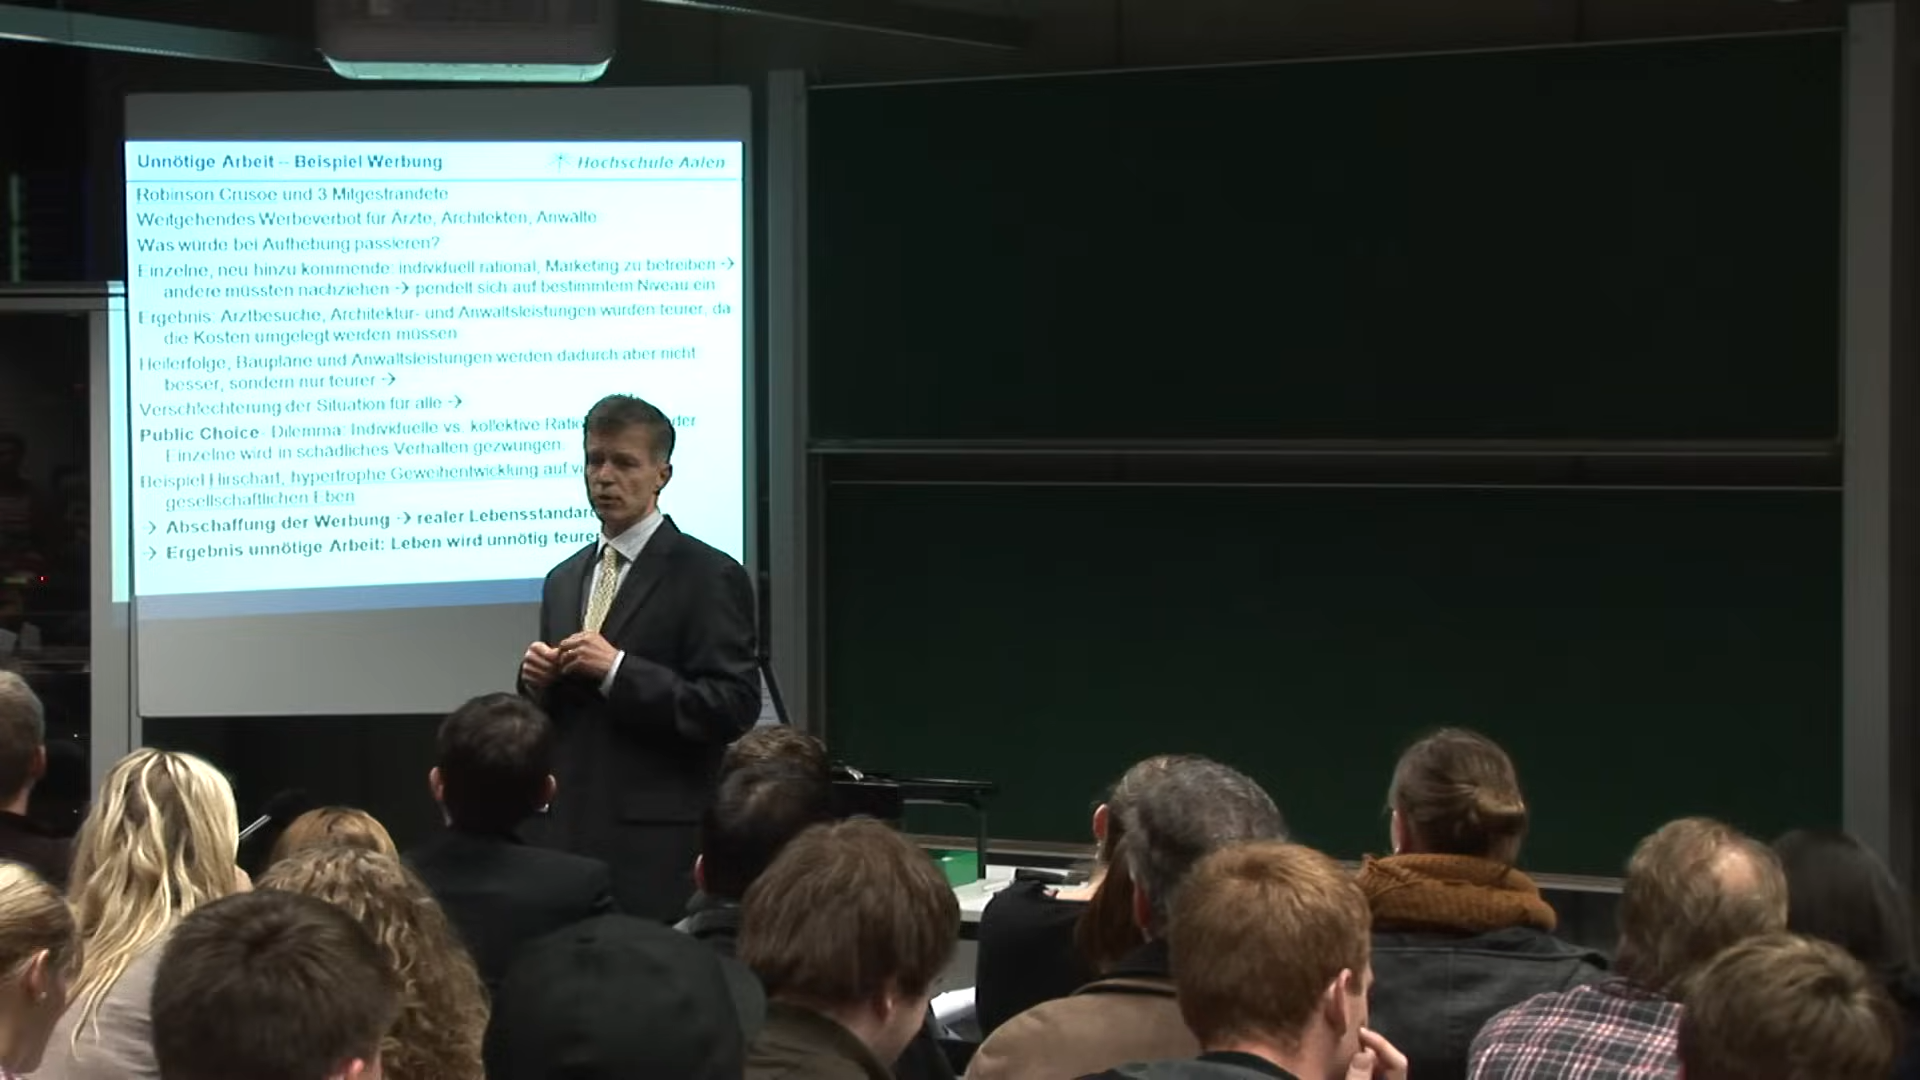 Unnötige Arbeit – Beispiel Werbung
Hochschule Aalen
Robinson Crusoe und 3 Mitgestrandete
Weitgehendes Werbeverbot für Ärzte, Architekten, Anwälte
Was würde bei Aufhebung passieren?
Einzelne, neu hinzu kommende: individuell rational, Marketing zu betreiben →
andere müssten nachziehen → pendelt sich auf bestimmtem Niveau ein
Ergebnis: Arztbesuche, Architektur- und Anwaltsleistungen würden teurer, da
die Kosten umgelegt werden müssen
Heilerfolge, Baupläne und Anwaltsleistungen werden dadurch aber nicht
besser, sondern nur teurer →
Verschlechterung der Situation für alle →
Public Choice- Dilemma: Individuelle vs. kollektive
Einzelne wird in schädliches Verhalten gezwungen.
Beispiel Hirschart, hypertrophe Geweihentwicklung auf
gesellschaftlichen Eben
→ Abschaffung der Werbung → realer Lebensstandard
→ Ergebnis unnötige Arbeit: Leben wird unnötig teurer